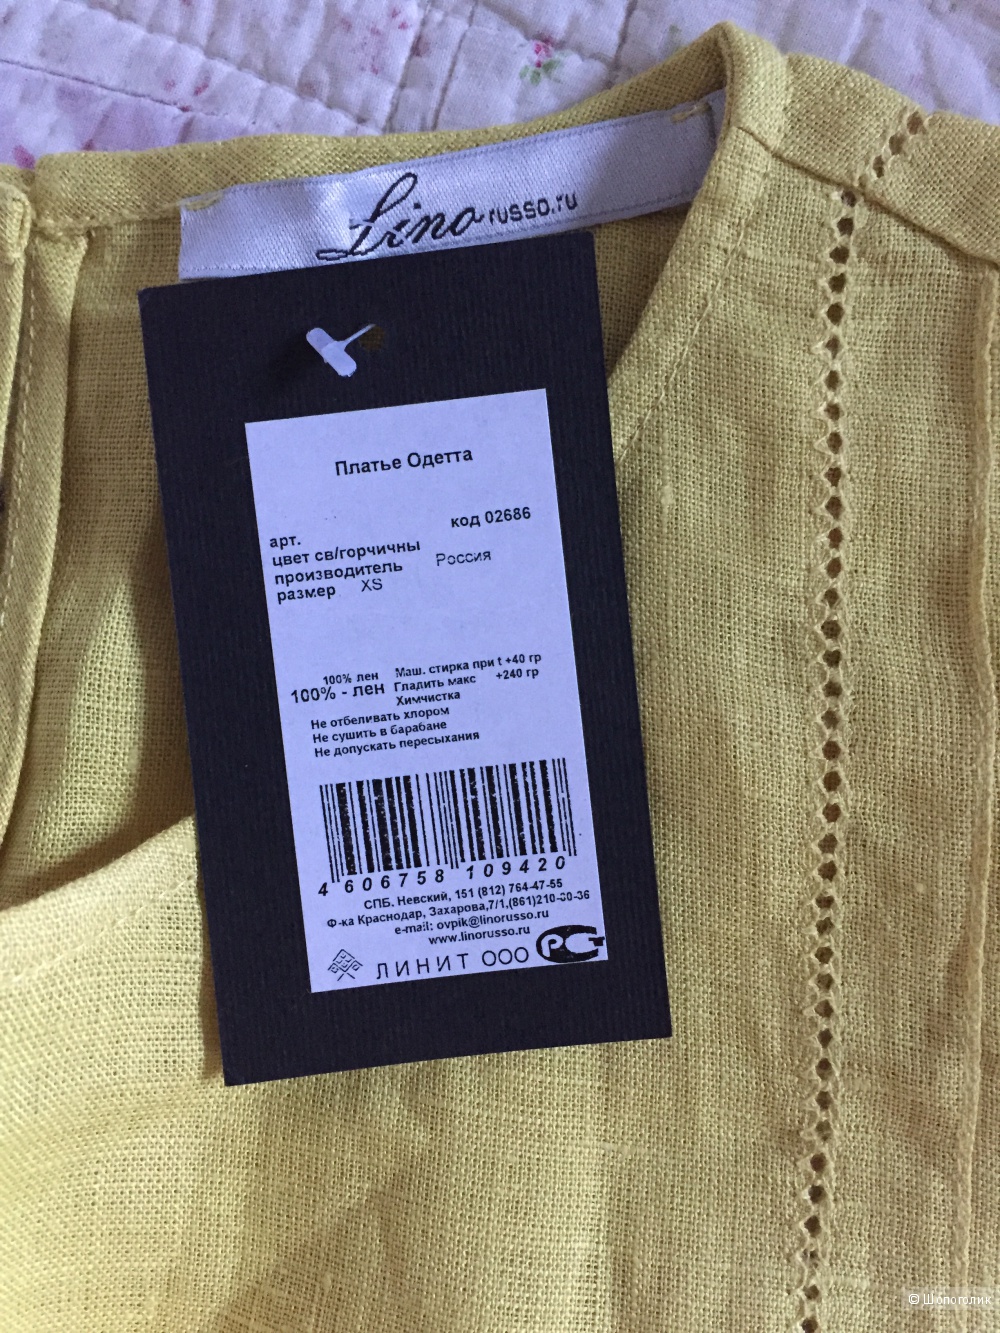 Lino russo.ru
Платье Одетта
код 02686
арт.
цвет св/горчичны
производитель Россия
размер XS
100% лен Маш. стирка при t +40 гр
100% - лен Гладить макс +240 гр
Химчистка
Не отбеливать хлором
Не сушить в барабане
Не допускать пересыхания
4 606758 109420
СПБ. Невский, 151 (812) 764-47-55
Ф-ка Краснодар, Захарова,7/1,(861)210-30-36
e-mail: ovpik@linorusso.ru
www.linorusso.ru
ЛИНИТ ООО РСТ
© Шопоголик